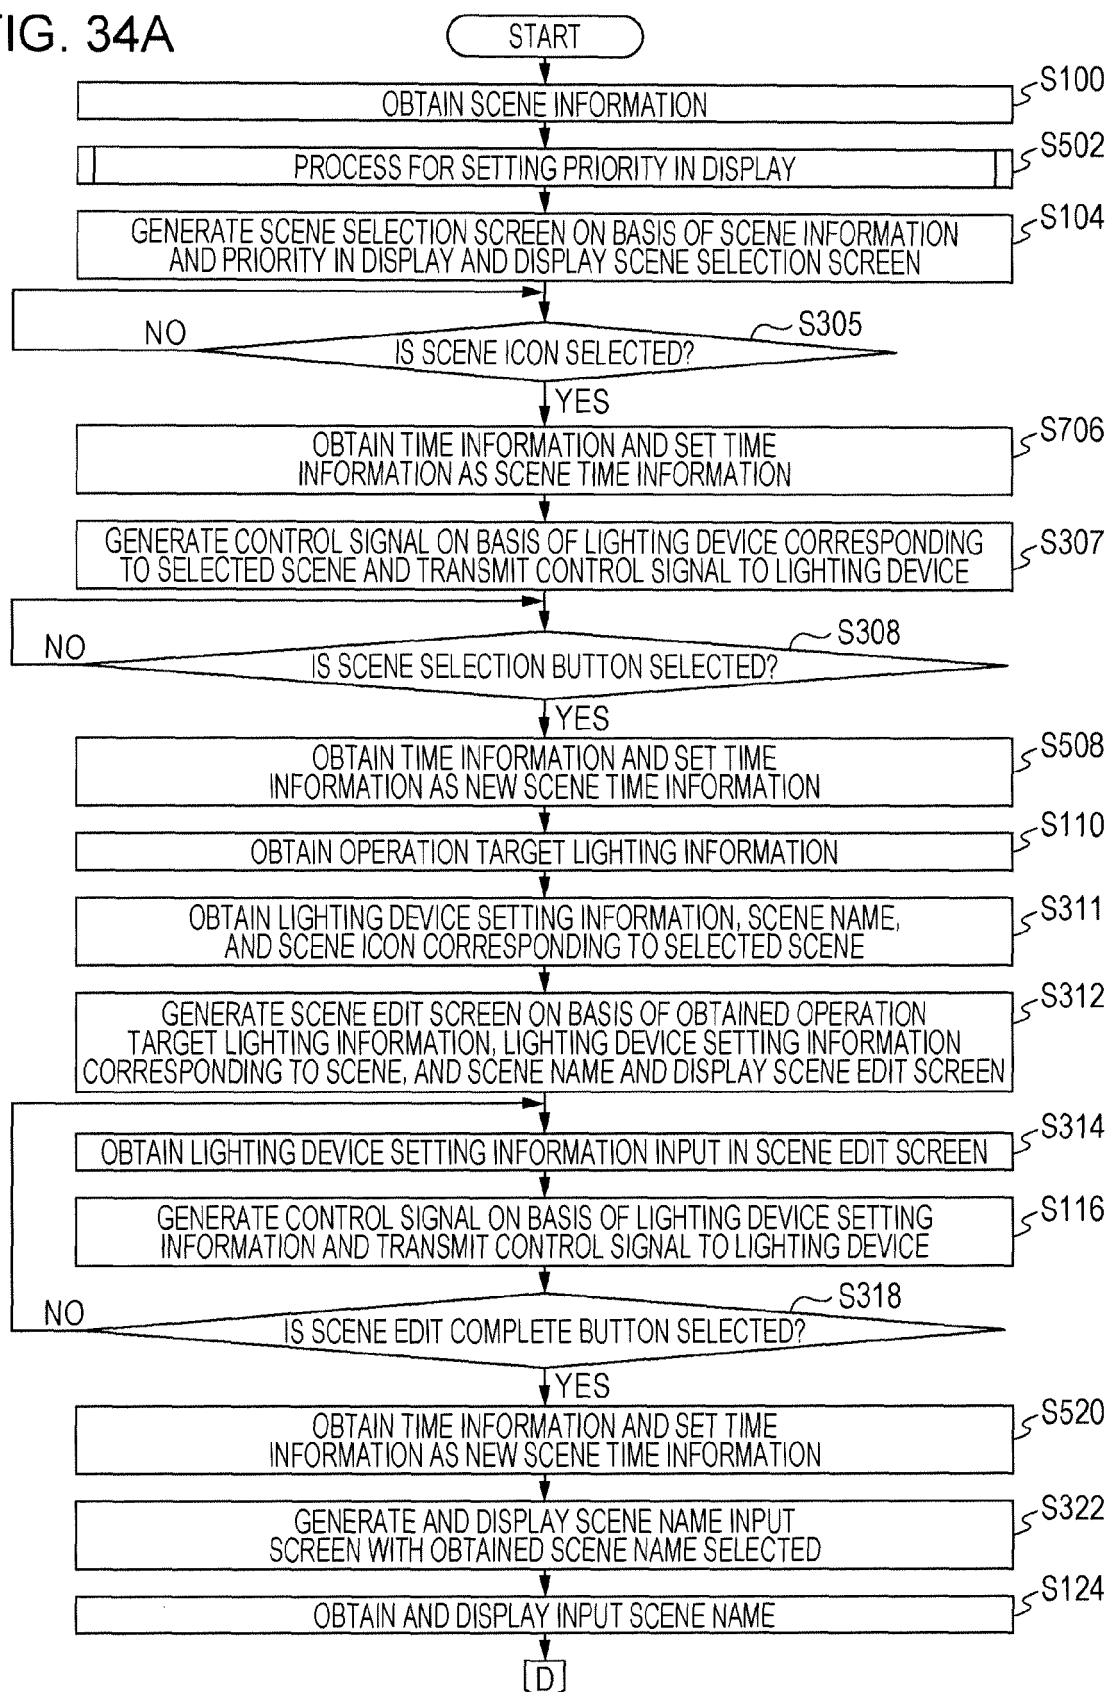 FIG. 34A
START
S100
OBTAIN SCENE INFORMATION
S502
PROCESS FOR SETTING PRIORITY IN DISPLAY
S104
GENERATE SCENE SELECTION SCREEN ON BASIS OF SCENE INFORMATION
AND PRIORITY IN DISPLAY AND DISPLAY SCENE SELECTION SCREEN
S305
NO
IS SCENE ICON SELECTED?
YES
S706
OBTAIN TIME INFORMATION AND SET TIME
INFORMATION AS SCENE TIME INFORMATION
S307
GENERATE CONTROL SIGNAL ON BASIS OF LIGHTING DEVICE CORRESPONDING
TO SELECTED SCENE AND TRANSMIT CONTROL SIGNAL TO LIGHTING DEVICE
S308
NO
IS SCENE SELECTION BUTTON SELECTED?
YES
S508
OBTAIN TIME INFORMATION AND SET TIME
INFORMATION AS NEW SCENE TIME INFORMATION
S110
OBTAIN OPERATION TARGET LIGHTING INFORMATION
S311
OBTAIN LIGHTING DEVICE SETTING INFORMATION, SCENE NAME,
AND SCENE ICON CORRESPONDING TO SELECTED SCENE
S312
GENERATE SCENE EDIT SCREEN ON BASIS OF OBTAINED OPERATION
TARGET LIGHTING INFORMATION, LIGHTING DEVICE SETTING INFORMATION
CORRESPONDING TO SCENE, AND SCENE NAME AND DISPLAY SCENE EDIT SCREEN
S314
OBTAIN LIGHTING DEVICE SETTING INFORMATION INPUT IN SCENE EDIT SCREEN
S116
GENERATE CONTROL SIGNAL ON BASIS OF LIGHTING DEVICE SETTING
INFORMATION AND TRANSMIT CONTROL SIGNAL TO LIGHTING DEVICE
S318
NO
IS SCENE EDIT COMPLETE BUTTON SELECTED?
YES
S520
OBTAIN TIME INFORMATION AND SET TIME
INFORMATION AS NEW SCENE TIME INFORMATION
S322
GENERATE AND DISPLAY SCENE NAME INPUT
SCREEN WITH OBTAINED SCENE NAME SELECTED
S124
OBTAIN AND DISPLAY INPUT SCENE NAME
D